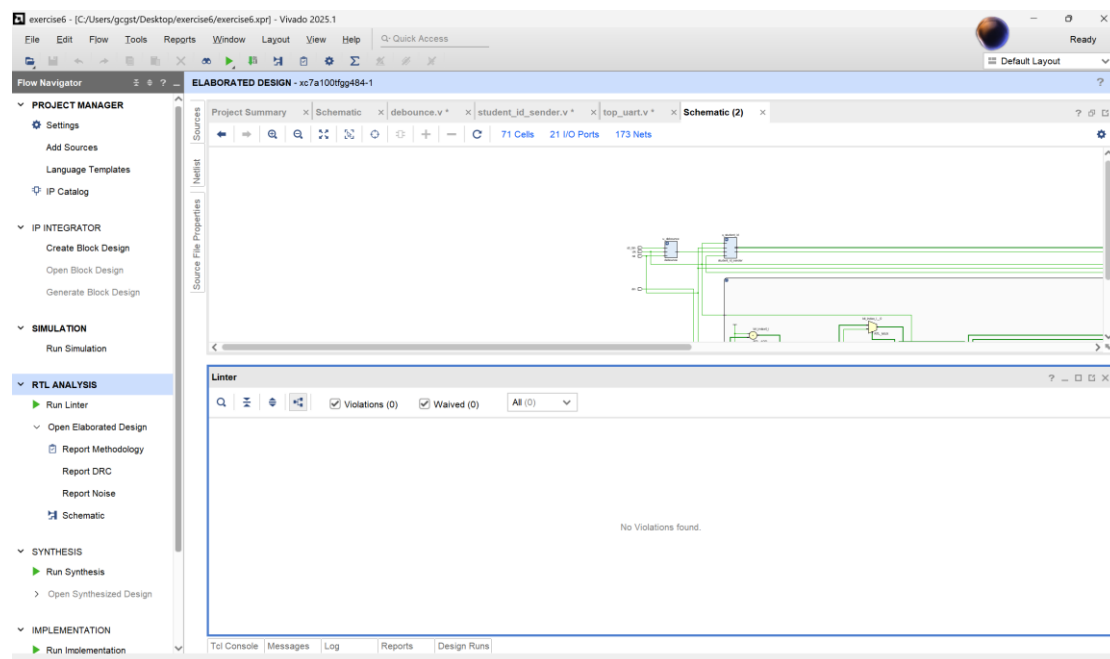 exercise6 - [C:/Users/gcgst/Desktop/exercise6/exercise6.xpr] - Vivado 2025.1
File Edit Flow Tools Reports Window Layout View Help Q- Quick Access
Ready
Default Layout
Flow Navigator
ELABORATED DESIGN - xc7a100tfgg484-1
PROJECT MANAGER
Settings
Add Sources
Language Templates
IP Catalog
IP INTEGRATOR
Create Block Design
Open Block Design
Generate Block Design
SIMULATION
Run Simulation
RTL ANALYSIS
Run Linter
Open Elaborated Design
Report Methodology
Report DRC
Report Noise
Schematic
SYNTHESIS
Run Synthesis
Open Synthesized Design
IMPLEMENTATION
Run Implementation
Sources
Netlist
Source File Properties
Project Summary Schematic debounce.v * student_id_sender.v * top_uart.v * Schematic (2)
71 Cells 21 I/O Ports 173 Nets
Linter
Violations (0) Waived (0) All (0)
No Violations found.
Tcl Console Messages Log Reports Design Runs